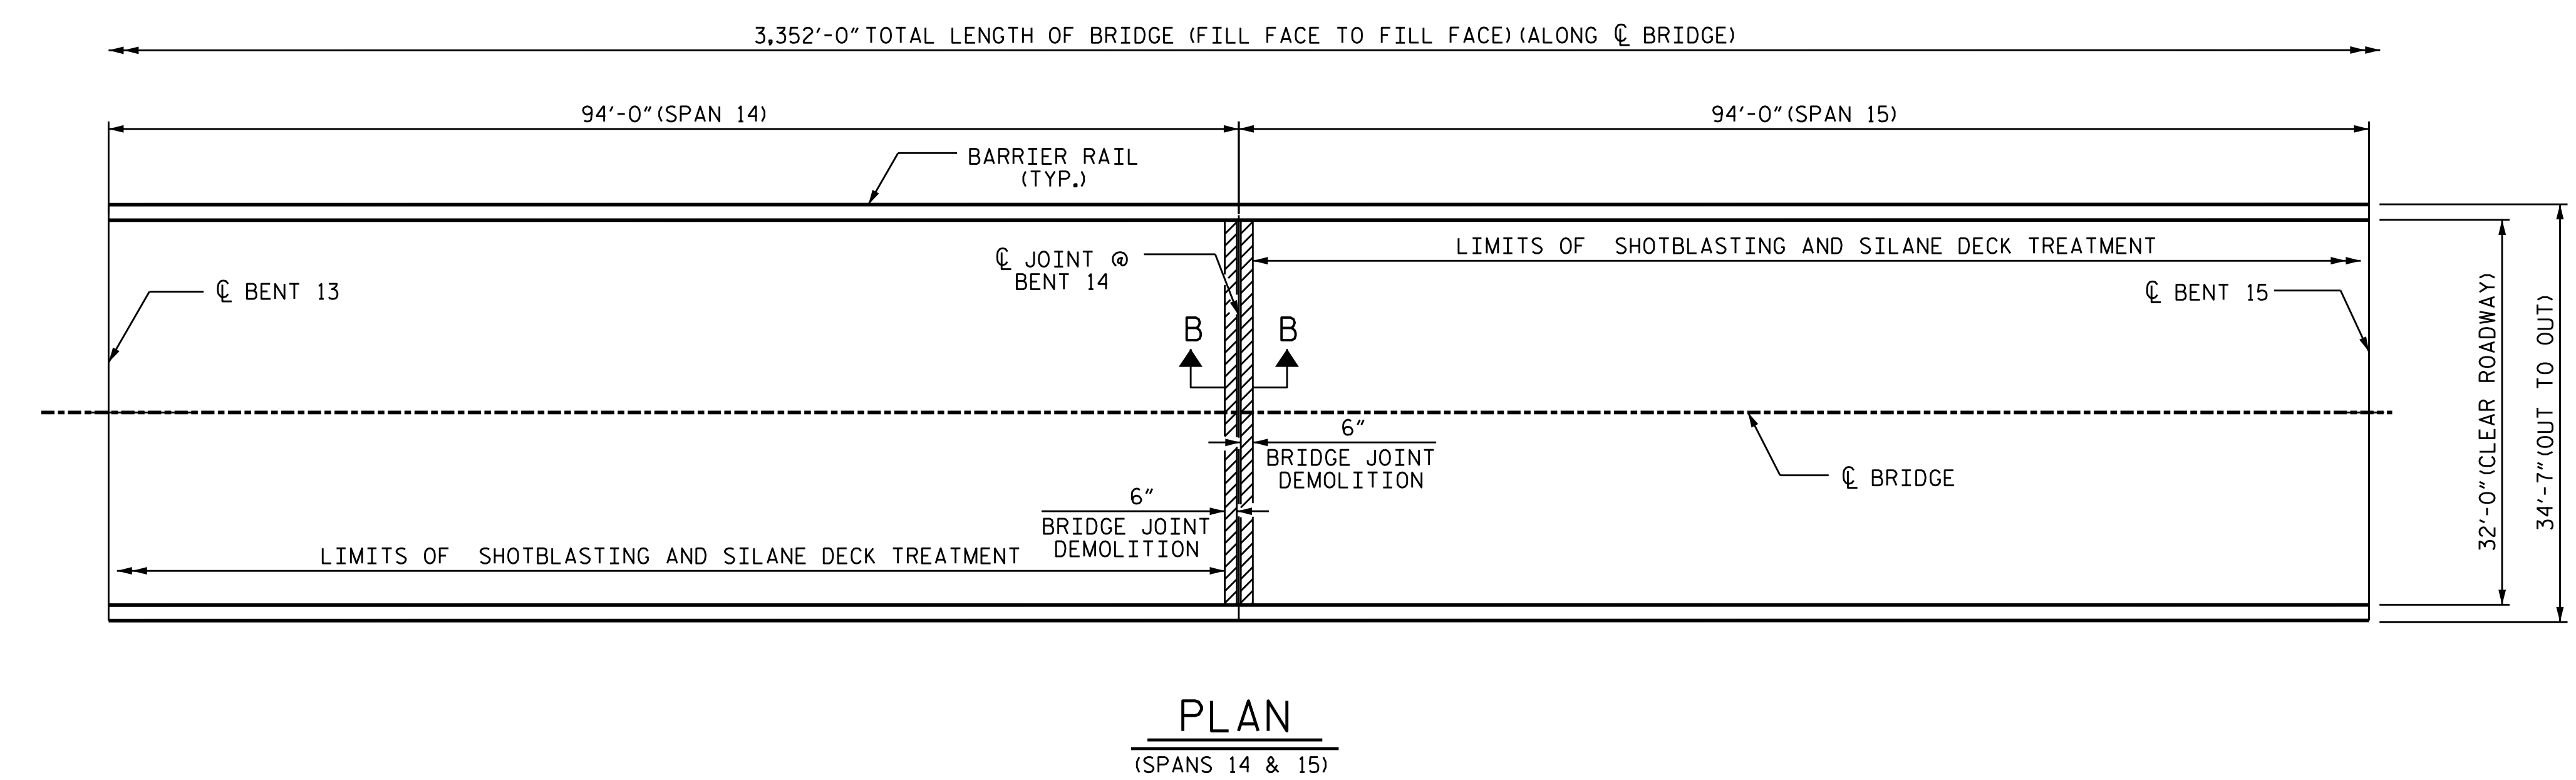 3,352'-0" TOTAL LENGTH OF BRIDGE (FILL FACE TO FILL FACE) (ALONG ℄ BRIDGE)
94'-0" (SPAN 14)
94'-0" (SPAN 15)
BARRIER RAIL
(TYP.)
LIMITS OF SHOTBLASTING AND SILANE DECK TREATMENT
℄ JOINT @
BENT 14
℄ BENT 13
℄ BENT 15
B
B
32'-0" (CLEAR ROADWAY)
34'-7" (OUT TO OUT)
6"
BRIDGE JOINT
DEMOLITION
℄ BRIDGE
6"
BRIDGE JOINT
DEMOLITION
LIMITS OF SHOTBLASTING AND SILANE DECK TREATMENT
PLAN
(SPANS 14 & 15)